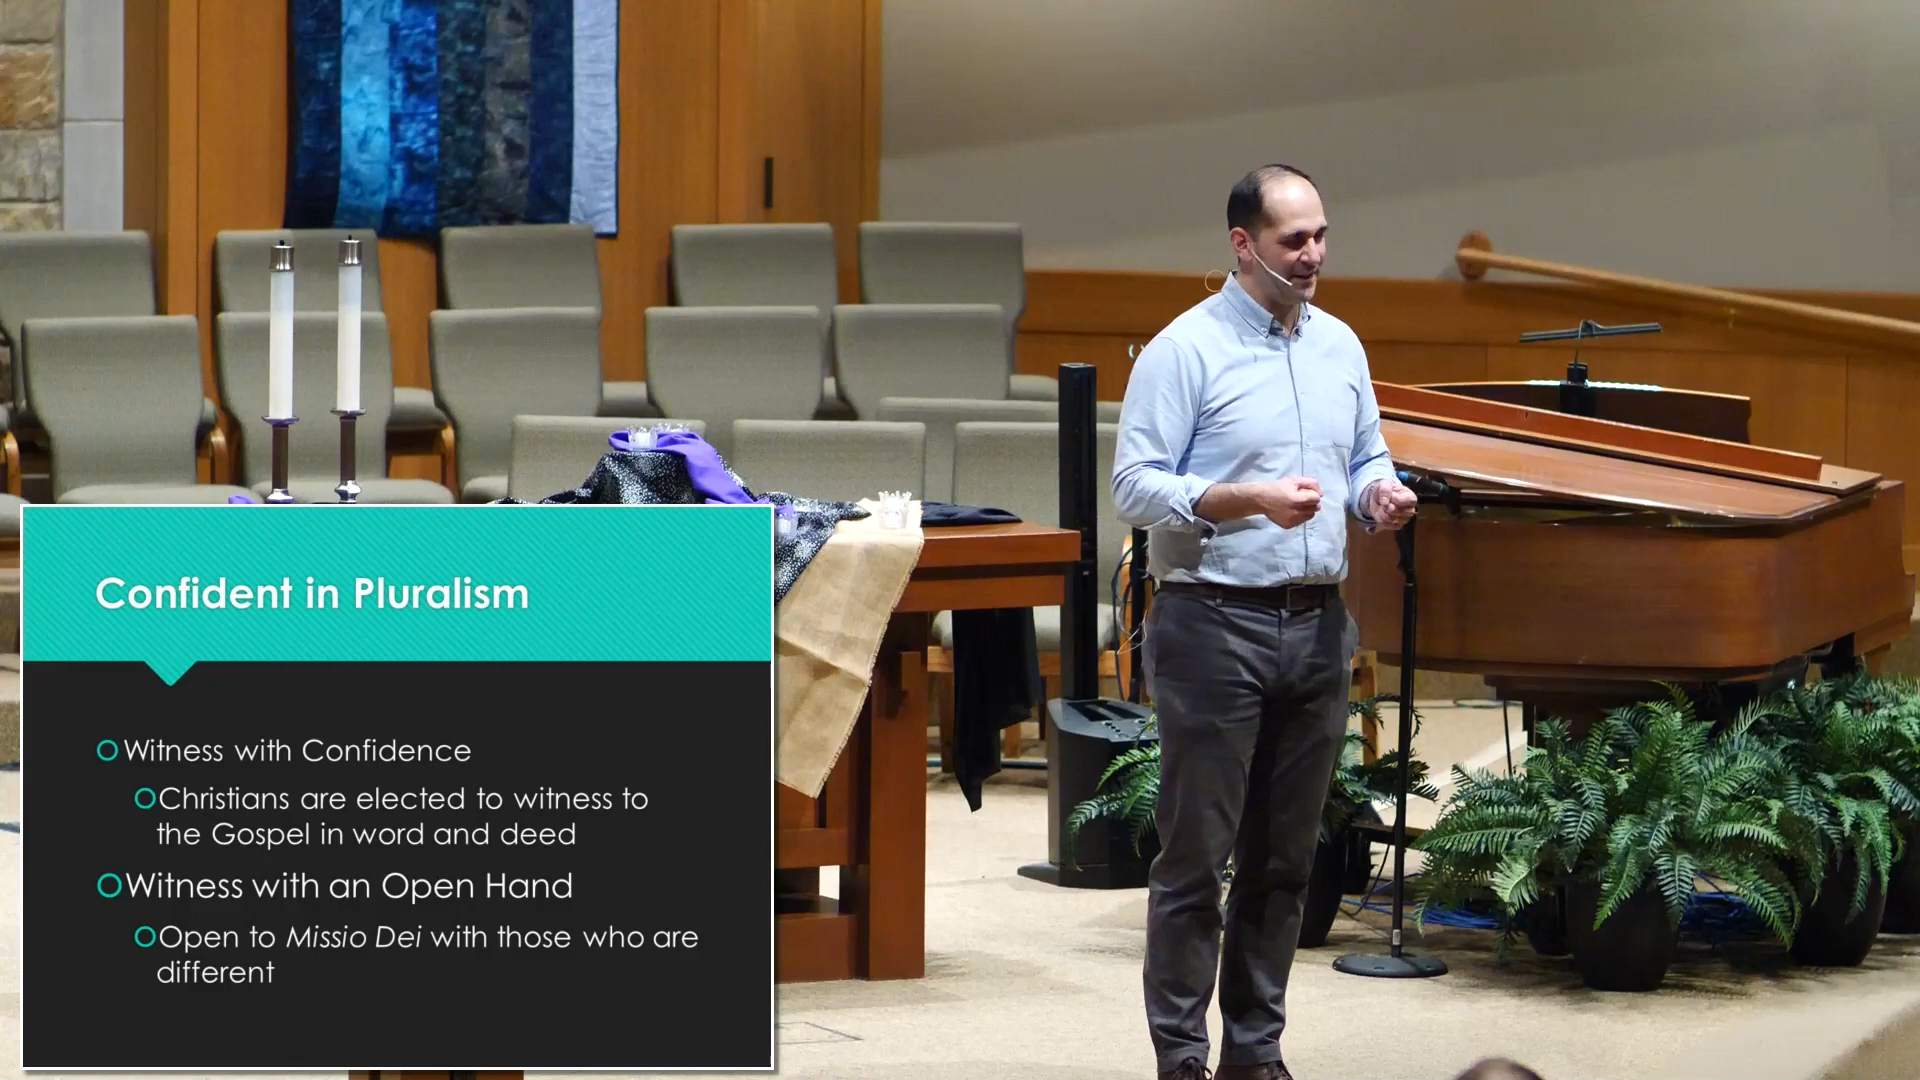 Confident in Pluralism
Witness with Confidence
Christians are elected to witness to
the Gospel in word and deed
Witness with an Open Hand
Open to Missio Dei with those who are
different